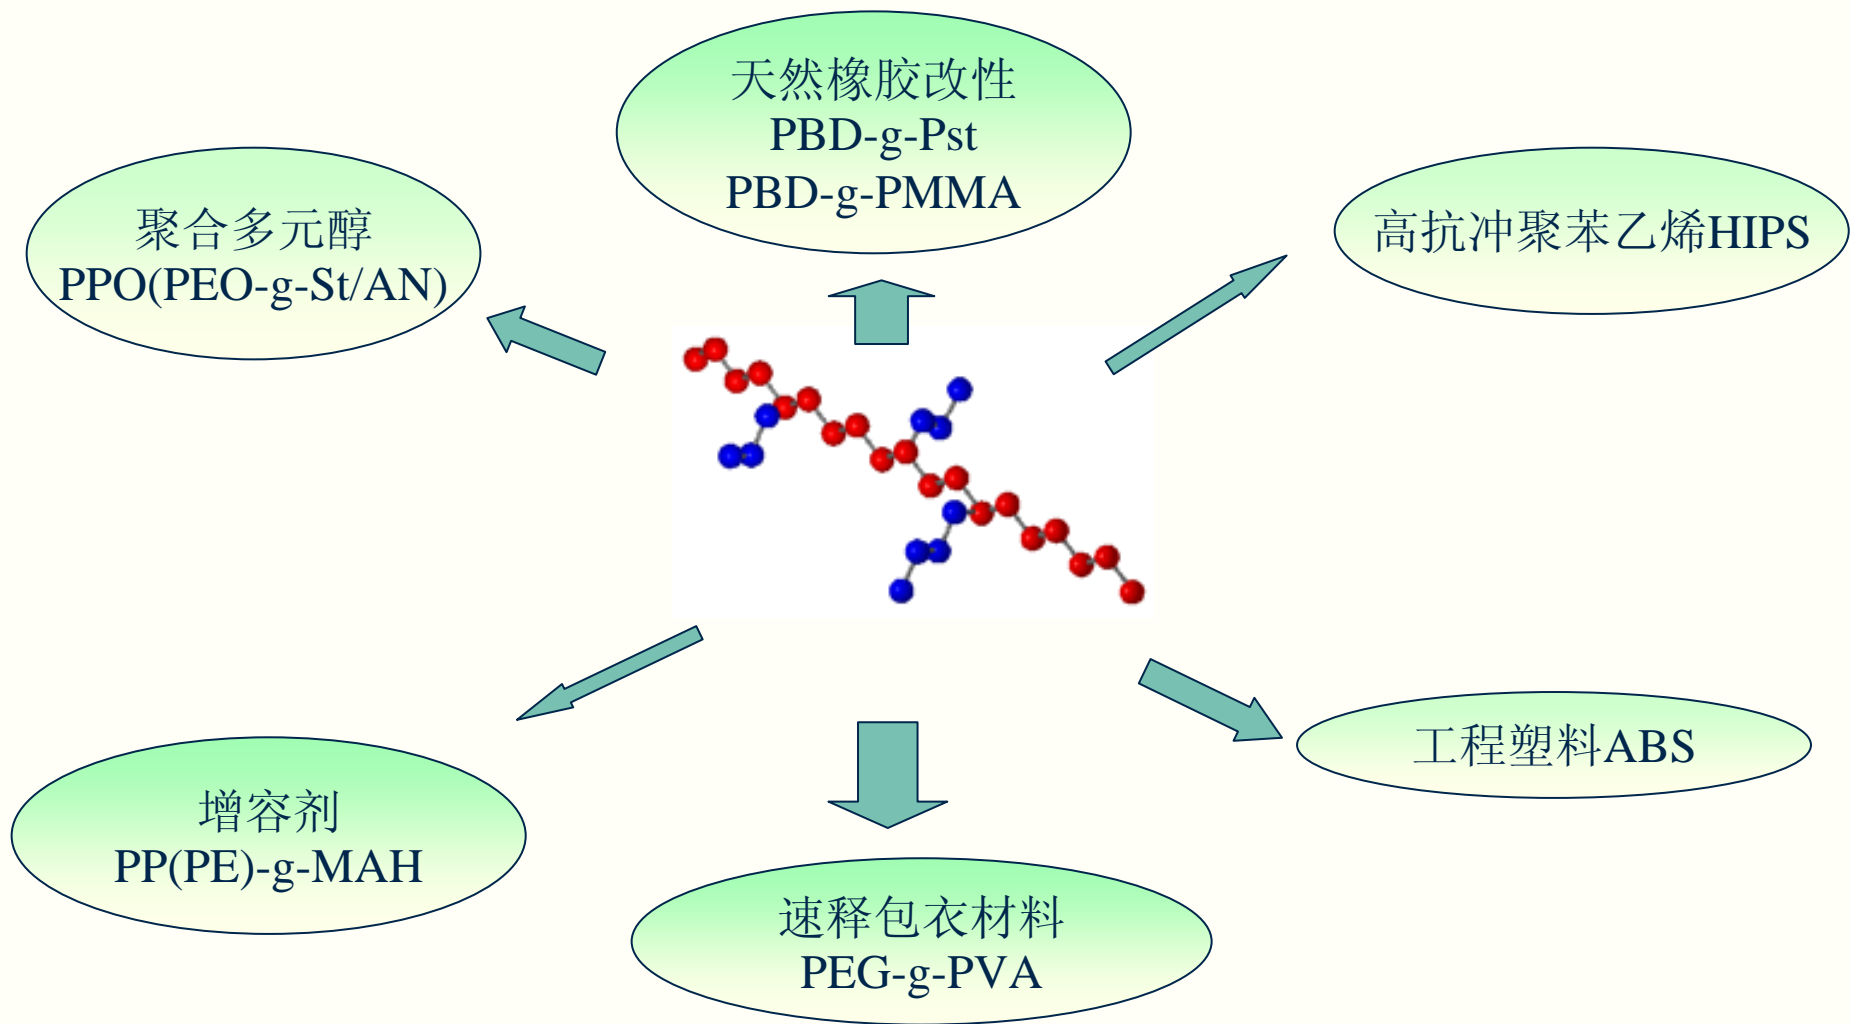 天然橡胶改性
PBD-g-Pst
PBD-g-PMMA
聚合多元醇
PPO(PEO-g-St/AN)
高抗冲聚苯乙烯HIPS
增容剂
PP(PE)-g-MAH
工程塑料ABS
速释包衣材料
PEG-g-PVA